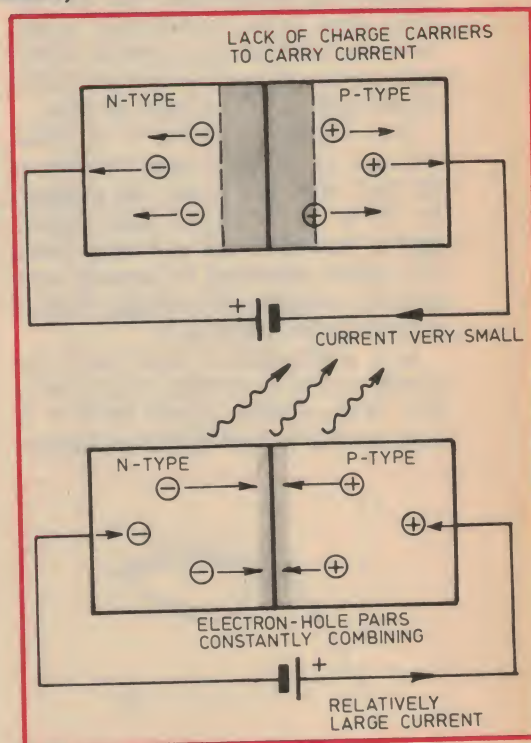 LACK OF CHARGE CARRIERS
TO CARRY CURRENT
N-TYPE
P-TYPE
− + − + − +
+
CURRENT VERY SMALL
N-TYPE
P-TYPE
− + − + − +
ELECTRON-HOLE PAIRS
CONSTANTLY COMBINING
+
RELATIVELY
LARGE CURRENT